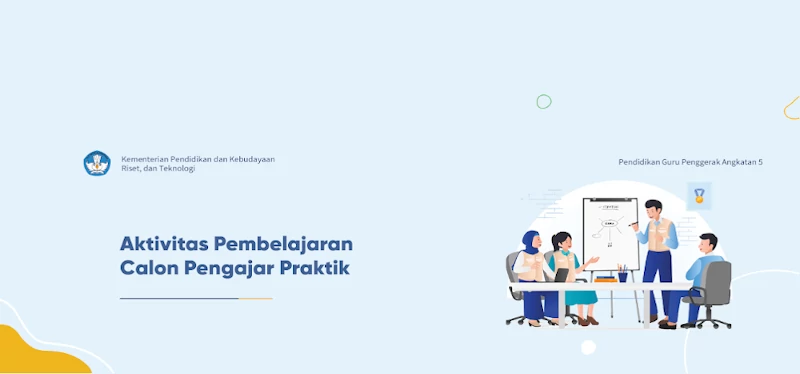 Kementerian Pendidikan dan Kebudayaan
Riset, dan Teknologi
Pendidikan Guru Penggerak Angkatan 5
Aktivitas Pembelajaran
Calon Pengajar Praktik